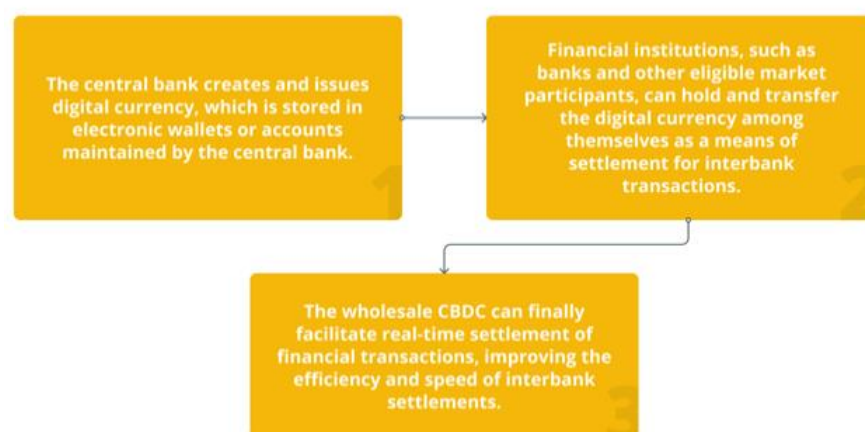 The central bank creates and issues
digital currency, which is stored in
electronic wallets or accounts
maintained by the central bank.
1
Financial institutions, such as
banks and other eligible market
participants, can hold and transfer
the digital currency among
themselves as a means of
settlement for interbank
transactions.
2
The wholesale CBDC can finally
facilitate real-time settlement of
financial transactions, improving the
efficiency and speed of interbank
settlements.
3